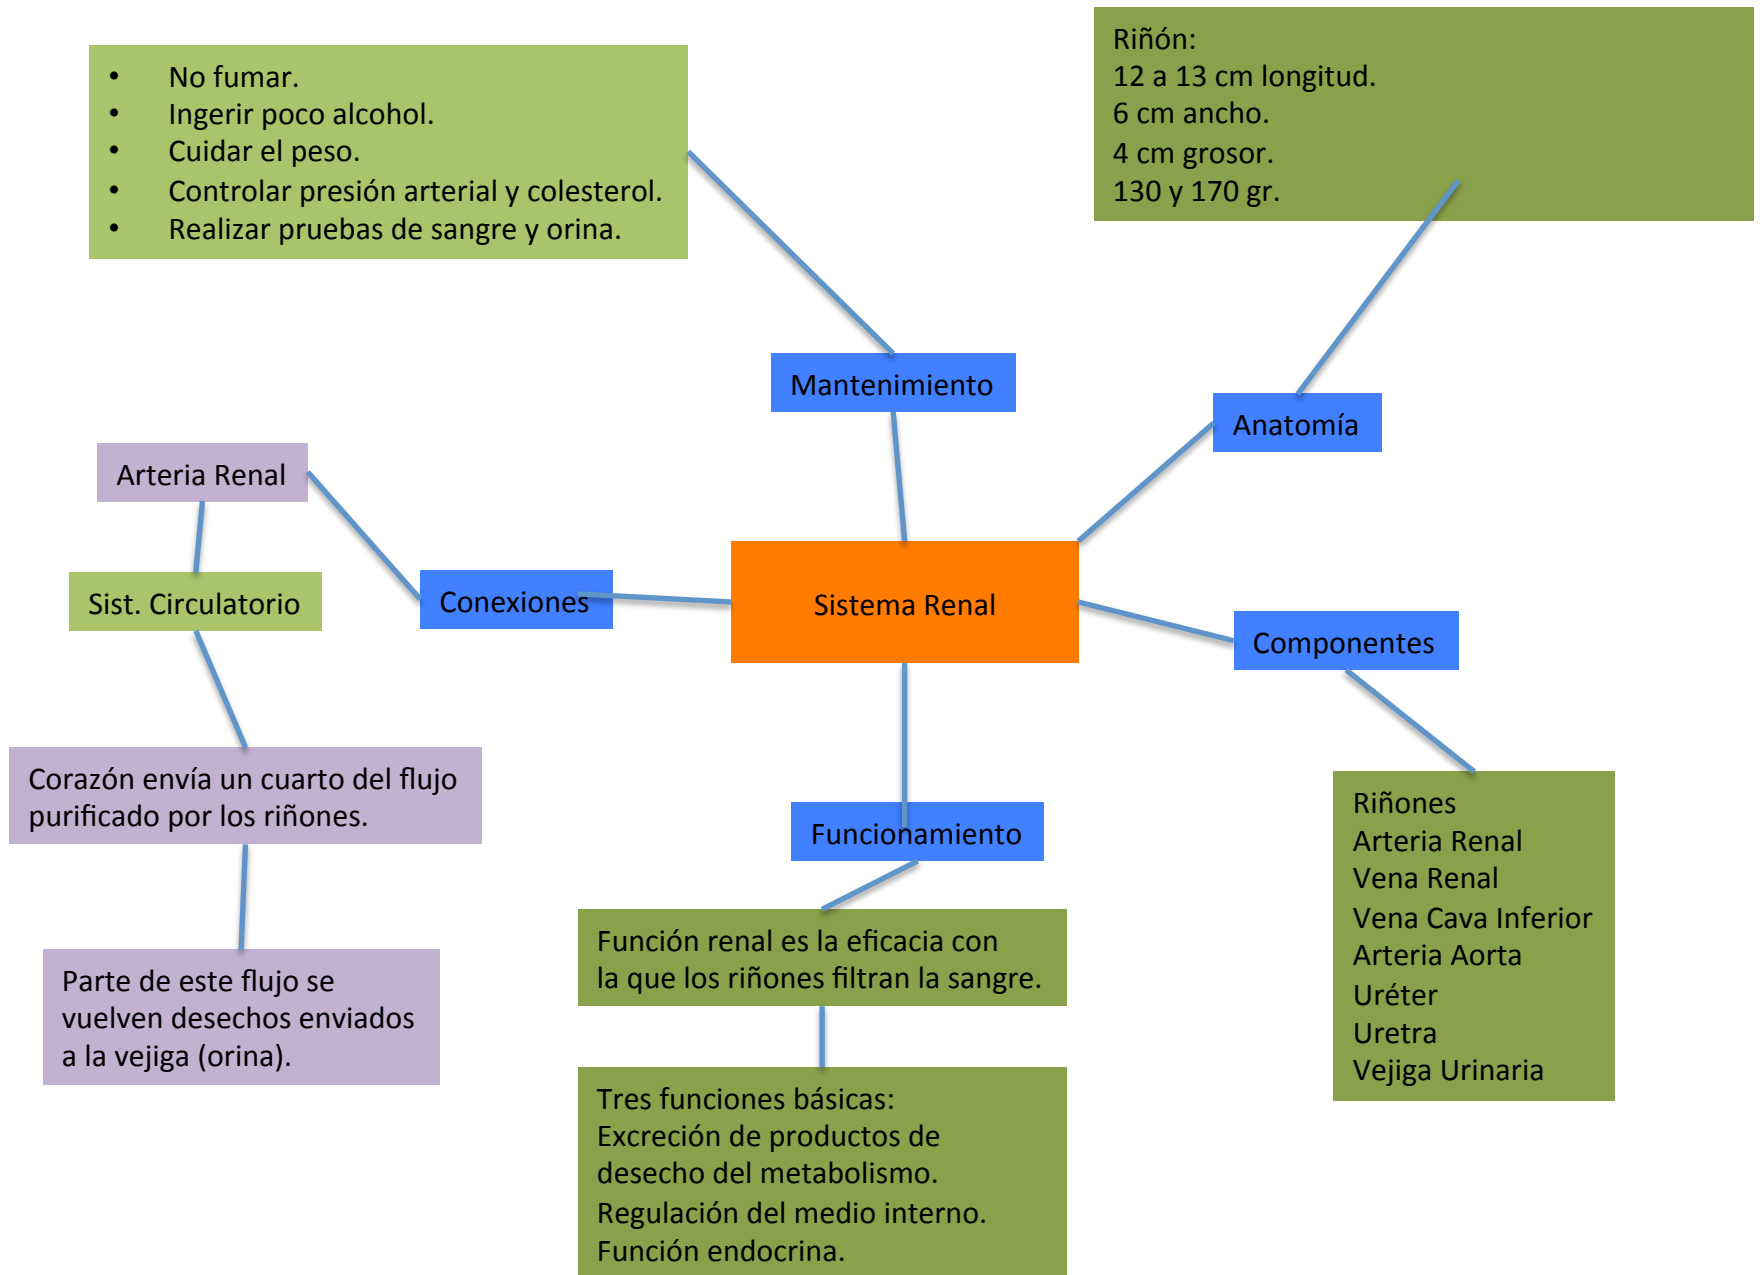 • No fumar.
• Ingerir poco alcohol.
• Cuidar el peso.
• Controlar presión arterial y colesterol.
• Realizar pruebas de sangre y orina.
Riñón:
12 a 13 cm longitud.
6 cm ancho.
4 cm grosor.
130 y 170 gr.
Mantenimiento
Anatomía
Arteria Renal
Sist. Circulatorio
Conexiones
Sistema Renal
Componentes
Corazón envía un cuarto del flujo
purificado por los riñones.
Parte de este flujo se
vuelven desechos enviados
a la vejiga (orina).
Funcionamiento
Función renal es la eficacia con
la que los riñones filtran la sangre.
Tres funciones básicas:
Excreción de productos de
desecho del metabolismo.
Regulación del medio interno.
Función endocrina.
Riñones
Arteria Renal
Vena Renal
Vena Cava Inferior
Arteria Aorta
Uréter
Uretra
Vejiga Urinaria